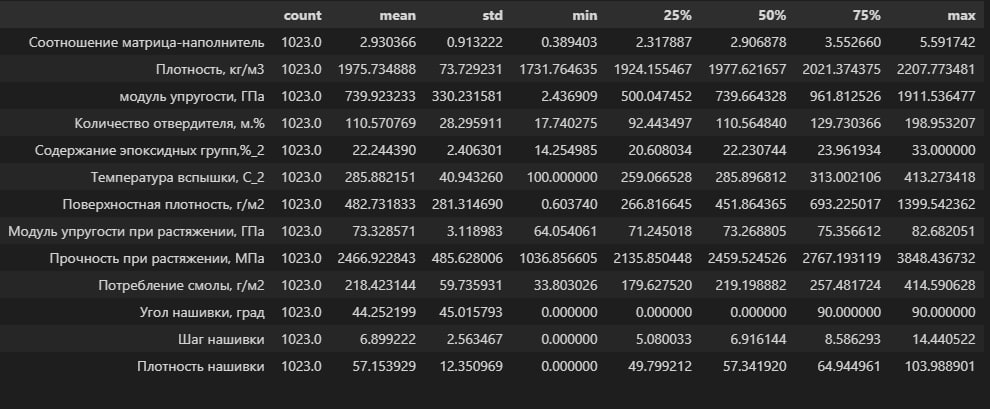 count mean std min 25% 50% 75% max
Соотношение матрица-наполнитель 1023.0 2.930366 0.913222 0.389403 2.317887 2.906878 3.552660 5.591742
Плотность, кг/м3 1023.0 1975.734888 73.729231 1731.764635 1924.155467 1977.621657 2021.374375 2207.773481
модуль упругости, ГПа 1023.0 739.923233 330.231581 2.436909 500.047452 739.664328 961.812526 1911.536477
Количество отвердителя, м.% 1023.0 110.570769 28.295911 17.740275 92.443497 110.564840 129.730366 198.953207
Содержание эпоксидных групп,%_2 1023.0 22.244390 2.406301 14.254985 20.608034 22.230744 23.961934 33.000000
Температура вспышки, С_2 1023.0 285.882151 40.943260 100.000000 259.066528 285.896812 313.002106 413.273418
Поверхностная плотность, г/м2 1023.0 482.731833 281.314690 0.603740 266.816645 451.864365 693.225017 1399.542362
Модуль упругости при растяжении, ГПа 1023.0 73.328571 3.118983 64.054061 71.245018 73.268805 75.356612 82.682051
Прочность при растяжении, МПа 1023.0 2466.922843 485.628006 1036.856605 2135.850448 2459.524526 2767.193119 3848.436732
Потребление смолы, г/м2 1023.0 218.423144 59.735931 33.803026 179.627520 219.198882 257.481724 414.590628
Угол нашивки, град 1023.0 44.252199 45.015793 0.000000 0.000000 0.000000 90.000000 90.000000
Шаг нашивки 1023.0 6.899222 2.563467 0.000000 5.080033 6.916144 8.586293 14.440522
Плотность нашивки 1023.0 57.153929 12.350969 0.000000 49.799212 57.341920 64.944961 103.988901